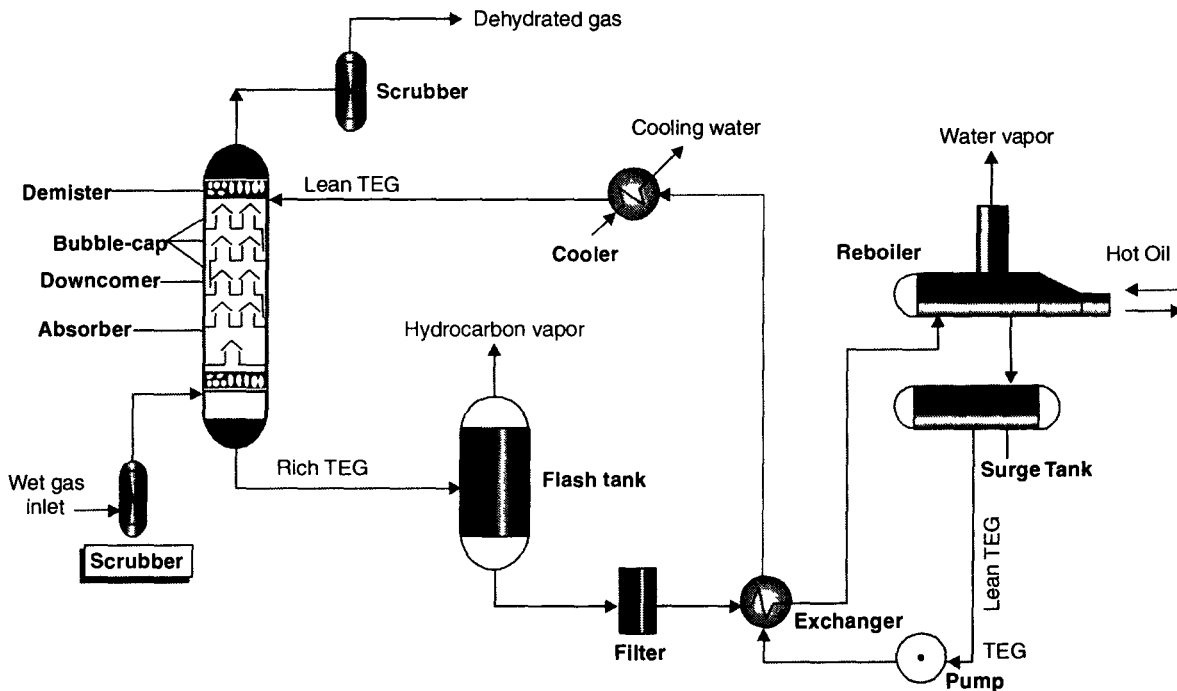 Dehydrated gas
Scrubber
Cooling water
Water vapor
Demister
Lean TEG
Bubble-cap
Cooler
Reboiler
Hot Oil
Downcomer
Absorber
Hydrocarbon vapor
Rich TEG
Flash tank
Surge Tank
Wet gas
inlet
Scrubber
Lean TEG
Exchanger
Filter
TEG
Pump